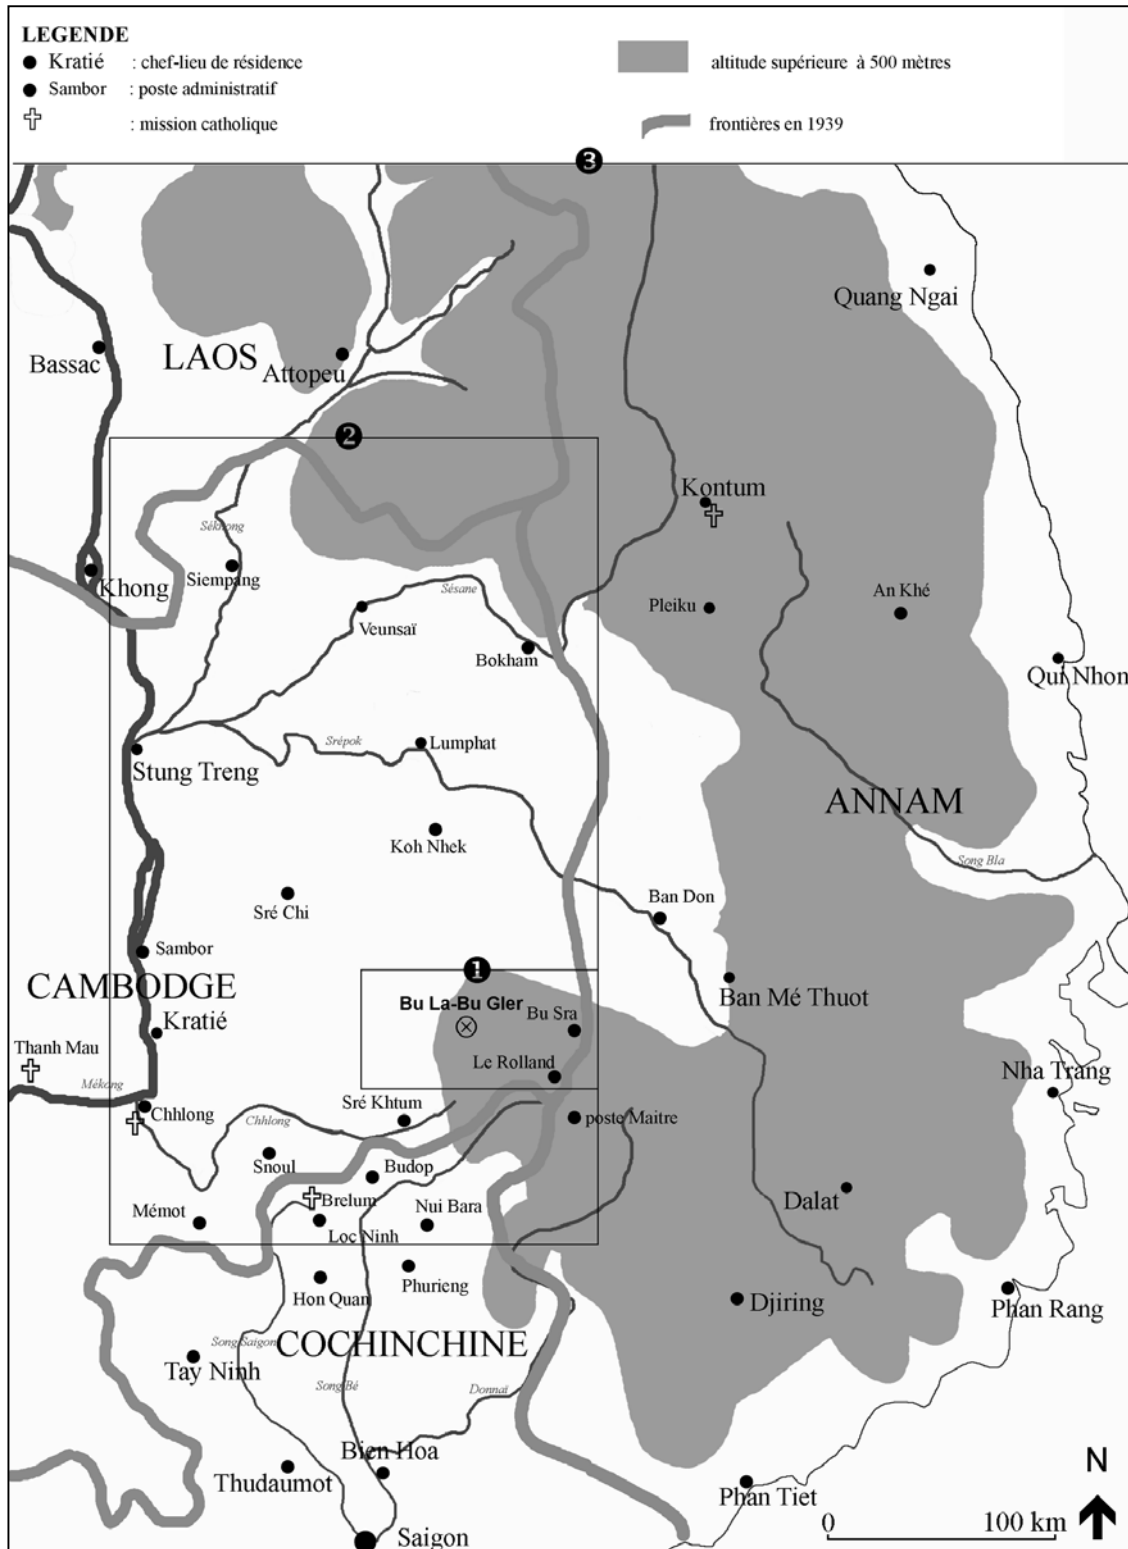 LEGENDE
Kratié : chef-lieu de résidence
Sambor : poste administratif
: mission catholique
altitude supérieure à 500 mètres
frontières en 1939
3
Quang Ngai
Bassac
LAOS
Attopeu
2
Kontum
Sékhong
Siempang
Khong
Sésane
Veunsaï
Pleiku
An Khé
Bokham
Qui Nhon
Srépok
Lumphat
Stung Treng
ANNAM
Koh Nhek
Song Bla
Sré Chi
Ban Don
Sambor
1
CAMBODGE
Ban Mé Thuot
Bu La-Bu Gler
Bu Sra
Kratié
Thanh Mau
Le Rolland
Nha Trang
Mékong
Chhlong
Sré Khtum
Chhlong
poste Maitre
Snoul
Budop
Brelum
Nui Bara
Dalat
Mémot
Loc Ninh
Phurieng
Hon Quan
Djiring
Phan Rang
Song Saigon
COCHINCHINE
Tay Ninh
Song Bé
Donnaï
Bien Hoa
Thudaumot
N
Phan Tiet
Saigon
0 100 km